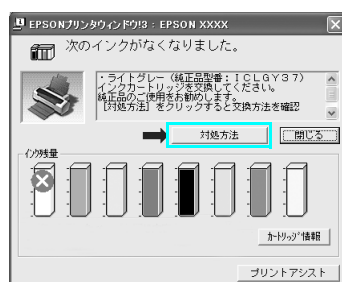 EPSONプリンタウィンドウ!3 : EPSON XXXX
次のインクがなくなりました。
・ライトグレー（純正品型番：ＩＣＬＧＹ３７）
インクカートリッジを交換してください。
純正品のご使用をお勧めします。
［対処方法］をクリックすると交換方法を確認
対処方法
閉じる
インク残量
カートリッジ情報
プリントアシスト